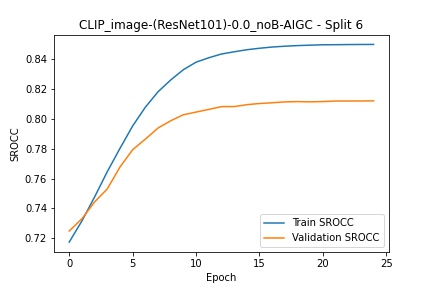 CLIP_image-(ResNet101)-0.0_noB-AIGC - Split 6
0.84
0.82
0.80
0.78
0.76
0.74
0.72
SROCC
Train SROCC
Validation SROCC
0 5 10 15 20 25
Epoch